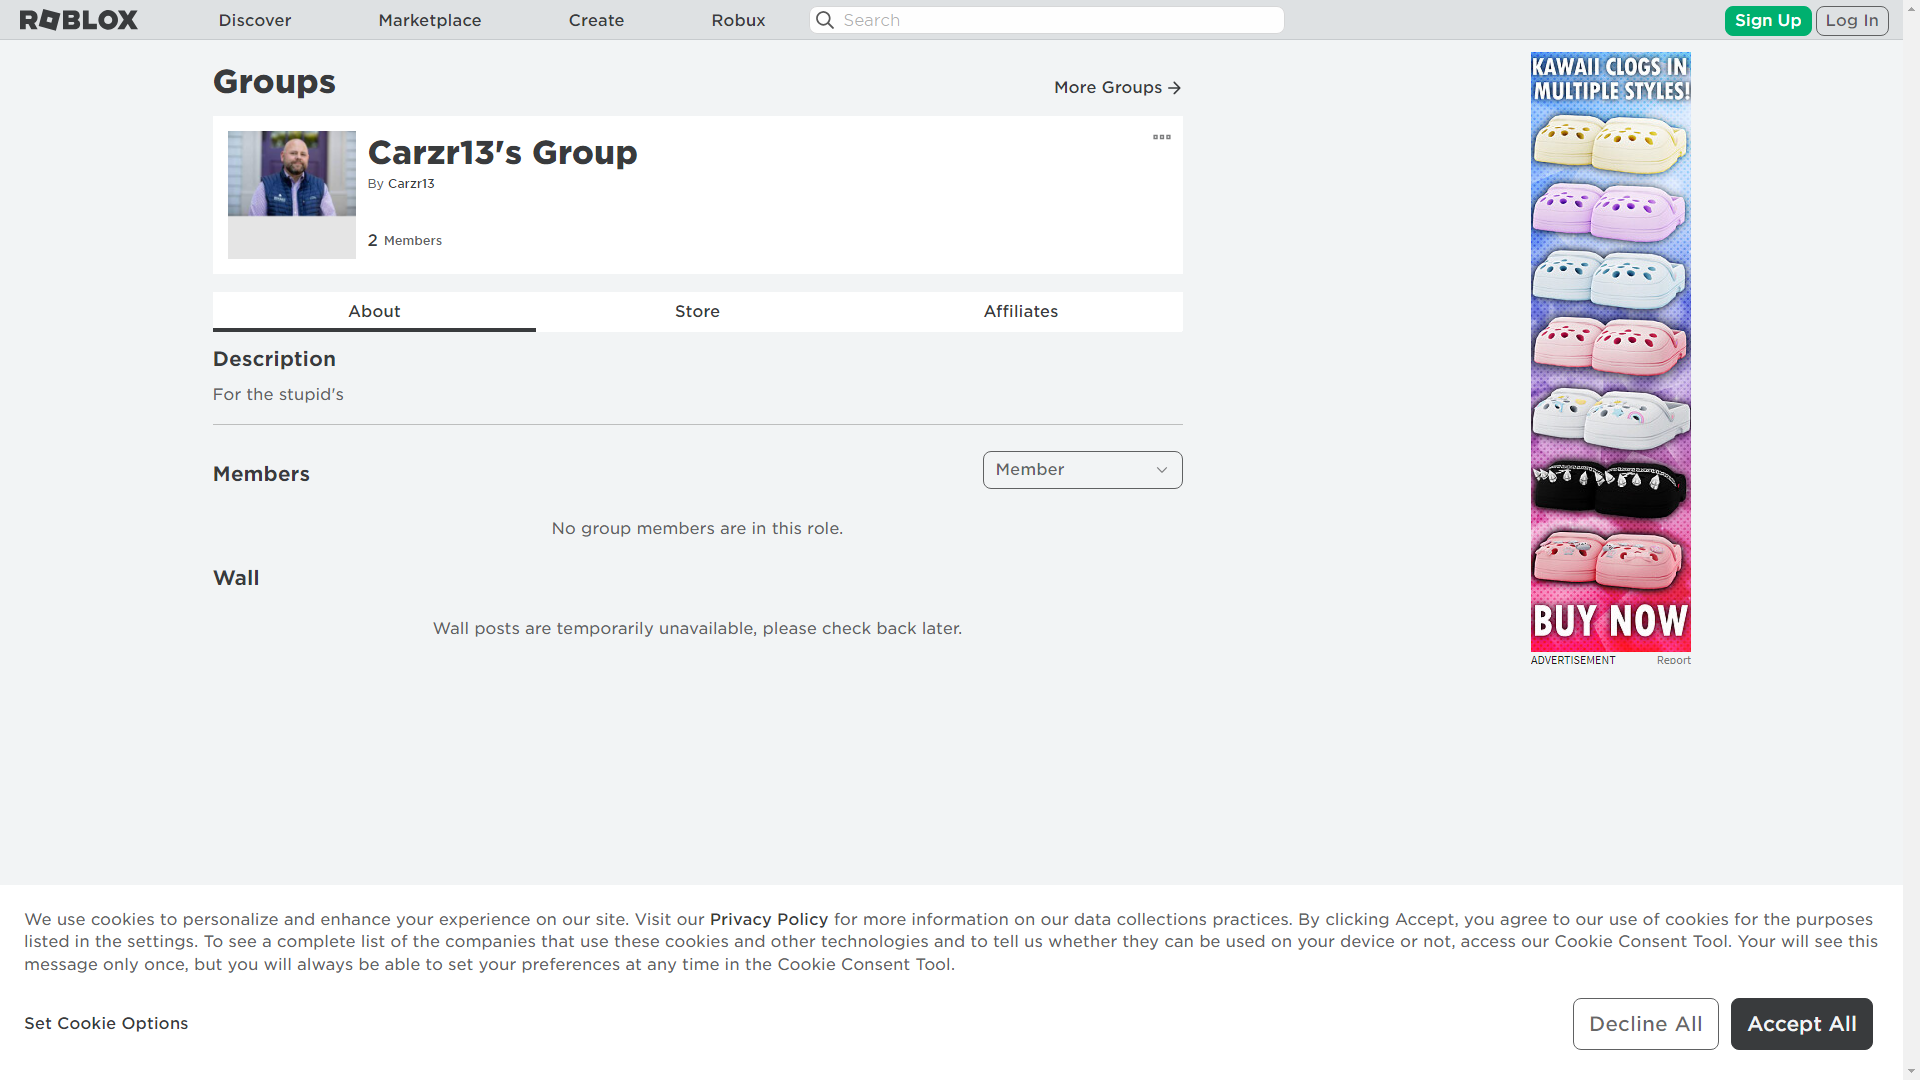 ROBLOX
Discover
Marketplace
Create
Robux
Search
Sign Up
Log In
Groups
More Groups
Carzr13's Group
By Carzr13
2 Members
About
Store
Affiliates
Description
For the stupid's
Members
Member
No group members are in this role.
Wall
Wall posts are temporarily unavailable, please check back later.
KAWAII CLOGS IN
MULTIPLE STYLES!
BUY NOW
ADVERTISEMENT
Report
We use cookies to personalize and enhance your experience on our site. Visit our Privacy Policy for more information on our data collections practices. By clicking Accept, you agree to our use of cookies for the purposes
listed in the settings. To see a complete list of the companies that use these cookies and other technologies and to tell us whether they can be used on your device or not, access our Cookie Consent Tool. Your will see this
message only once, but you will always be able to set your preferences at any time in the Cookie Consent Tool.
Set Cookie Options
Decline All
Accept All